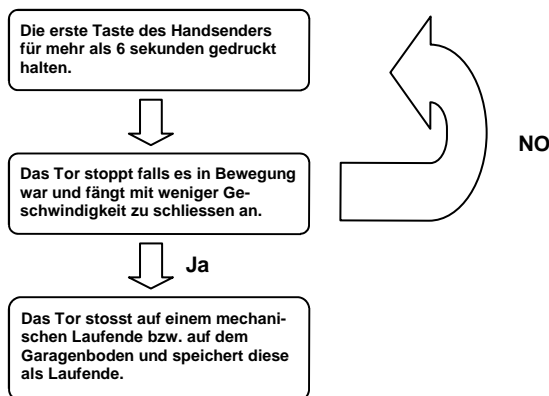 Die erste Taste des Handsenders
für mehr als 6 sekunden gedruckt
halten.
Das Tor stoppt falls es in Bewegung
war und fängt mit weniger Ge-
schwindigkeit zu schliessen an.
NO
Ja
Das Tor stosst auf einem mechani-
schen Laufende bzw. auf dem
Garagenboden und speichert diese
als Laufende.